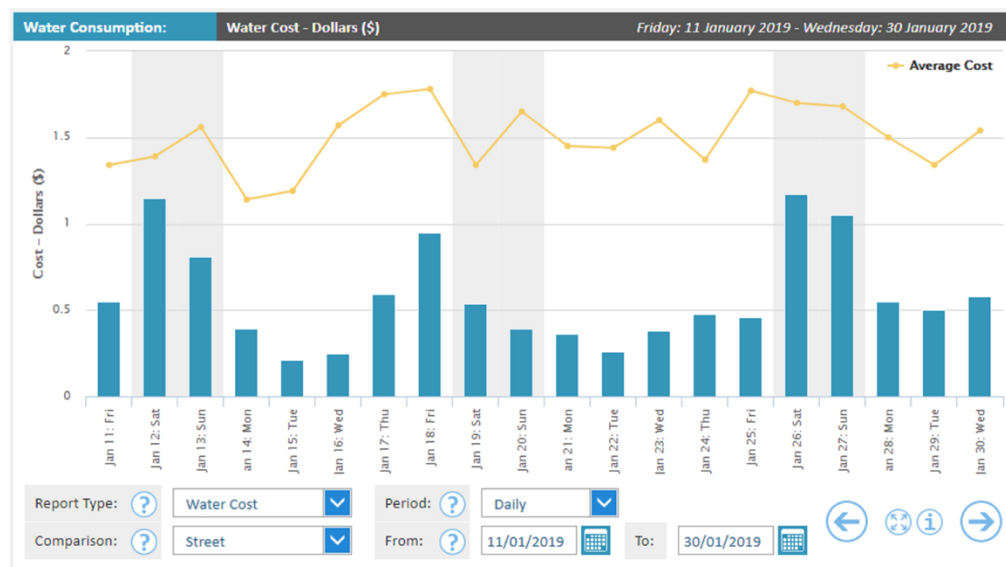 Water Consumption: Water Cost - Dollars ($) Friday: 11 January 2019 - Wednesday: 30 January 2019
2
Average Cost
1.5
1
0.5
0
Cost – Dollars ($)
Jan 11: Fri
Jan 12: Sat
Jan 13: Sun
an 14: Mon
Jan 15: Tue
Jan 16: Wed
Jan 17: Thu
Jan 18: Fri
Jan 19: Sat
Jan 20: Sun
an 21: Mon
Jan 22: Tue
Jan 23: Wed
Jan 24: Thu
Jan 25: Fri
Jan 26: Sat
Jan 27: Sun
an 28: Mon
Jan 29: Tue
Jan 30: Wed
Report Type: ? Water Cost Period: ? Daily
Comparison: ? Street From: ? 11/01/2019 To: 30/01/2019